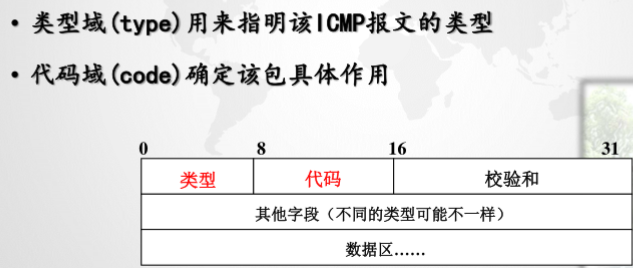 • 类型域(type)用来指明该ICMP报文的类型
• 代码域(code)确定该包具体作用
0 8 16 31
类型 代码 校验和
其他字段（不同的类型可能不一样）
数据区……